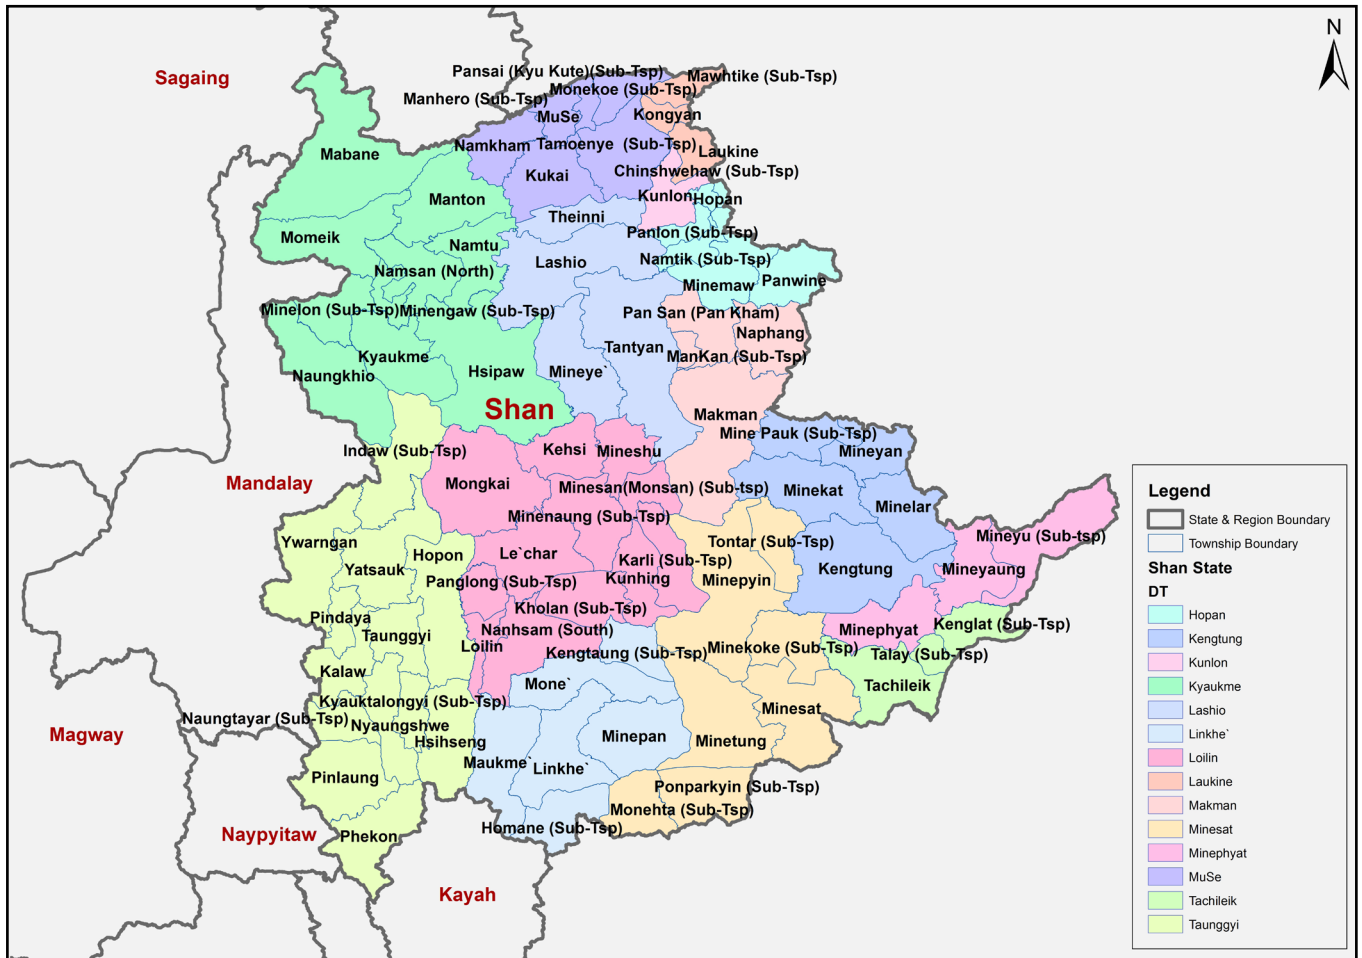 N
Sagaing
Pansai (Kyu Kute)(Sub-Tsp)
Mawhtike (Sub-Tsp)
Monekoe (Sub-Tsp)
Manhero (Sub-Tsp)
MuSe
Kongyan
Namkham
Tamoenye (Sub-Tsp)
Laukine
Mabane
Chinshwehaw (Sub-Tsp)
Kukai
Manton
Kunlon
Hopan
Theinni
Panlon (Sub-Tsp)
Momeik
Namtu
Lashio
Namtik (Sub-Tsp)
Namsan (North)
Minemaw
Panwine
Minelon (Sub-Tsp)
Minengaw (Sub-Tsp)
Pan San (Pan Kham)
Naphang
Tantyan
Kyaukme
ManKan (Sub-Tsp)
Naungkhio
Hsipaw
Mineye`
Shan
Makman
Mine Pauk (Sub-Tsp)
Indaw (Sub-Tsp)
Kehsi
Mineshu
Mineyan
Mandalay
Mongkai
Minesan(Monsan) (Sub-tsp)
Minekat
Minelar
Minenaung (Sub-Tsp)
Mineyu (Sub-tsp)
Ywarngan
Hopon
Le`char
Tontar (Sub-Tsp)
Karli (Sub-Tsp)
Yatsauk
Kengtung
Mineyaung
Panglong (Sub-Tsp)
Kunhing
Minepyin
Kholan (Sub-Tsp)
Pindaya
Taunggyi
Nanhsam (South)
Minephyat
Kenglat (Sub-Tsp)
Loilin
Kengtaung (Sub-Tsp)
Minekoke (Sub-Tsp)
Talay (Sub-Tsp)
Kalaw
Mone`
Tachileik
Kyauktalongyi (Sub-Tsp)
Minesat
Naungtayar (Sub-Tsp)
Nyaungshwe
Magway
Hsihseng
Minepan
Minetung
Maukme`
Linkhe`
Pinlaung
Ponparkyin (Sub-Tsp)
Monehta (Sub-Tsp)
Naypyitaw
Phekon
Homane (Sub-Tsp)
Kayah
Legend
State & Region Boundary
Township Boundary
Shan State
DT
Hopan
Kengtung
Kunlon
Kyaukme
Lashio
Linkhe`
Loilin
Laukine
Makman
Minesat
Minephyat
MuSe
Tachileik
Taunggyi